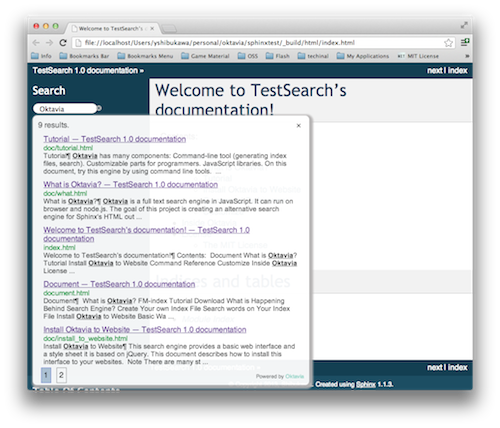 Welcome to TestSearch's
file://localhost/Users/yshibukawa/personal/oktavia/sphinxtest/_build/html/index.html
Info Bookmarks Bar Bookmarks Menu Game Material OSS Flash techinal My Applications MIT License
TestSearch 1.0 documentation »
next | index
Search
Oktavia
Welcome to TestSearch's
documentation!
9 results.
×
Tutorial — TestSearch 1.0 documentation
doc/tutorial.html
Tutorial¶ Oktavia has many components: Command-line tool (generating index
files, search). Customizable parts for programmers. JavaScript libraries. On this
document, try this engine by using command line tools. ...
What is Oktavia? — TestSearch 1.0 documentation
doc/what.html
What is Oktavia?¶ Oktavia is a full text search engine in JavaScript. It can run on
browser and node.js. The goal of this project is creating an alternative search
engine for Sphinx's HTML out ...
Welcome to TestSearch's documentation! — TestSearch 1.0
documentation
index.html
Welcome to TestSearch's documentation!¶ Contents: Document What is Oktavia?
Tutorial Install Oktavia to Website Command Reference Customize Inside Oktavia
License ...
Indices and tables
Document — TestSearch 1.0 documentation
document.html
Document¶ What is Oktavia? FM-index Tutorial Download What is Happening
Behind Search Engine? Create Your own Index File Search words on Your Index
File Install Oktavia to Website Basic Wa ...
Install Oktavia to Website — TestSearch 1.0 documentation
doc/install_to_website.html
Install Oktavia to Website¶ This search engine provides a basic web interface and
a style sheet it is based on jQuery. This document describes how to install this
interface to your websites. Note There are many st ...
next | index
1 2
Powered by Oktavia
. Created using Sphinx 1.1.3.
Table Of Contents